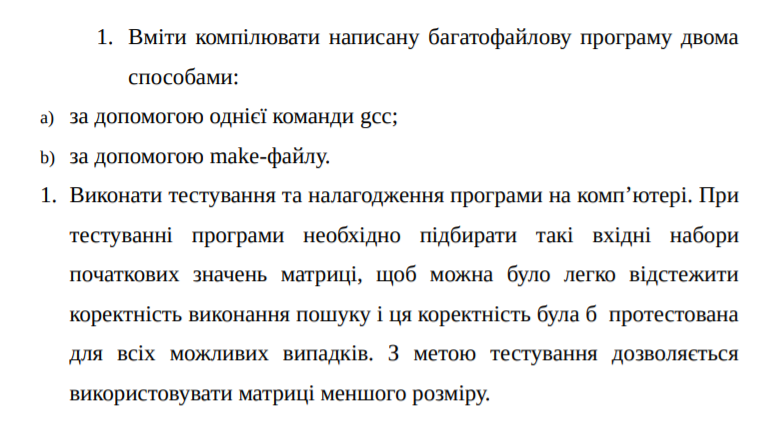 1. Вміти компілювати написану багатофайлову програму двома
способами:
a) за допомогою однієї команди gcc;
b) за допомогою make-файлу.
1. Виконати тестування та налагодження програми на комп’ютері. При
тестуванні програми необхідно підбирати такі вхідні набори
початкових значень матриці, щоб можна було легко відстежити
коректність виконання пошуку і ця коректність була б протестована
для всіх можливих випадків. З метою тестування дозволяється
використовувати матриці меншого розміру.